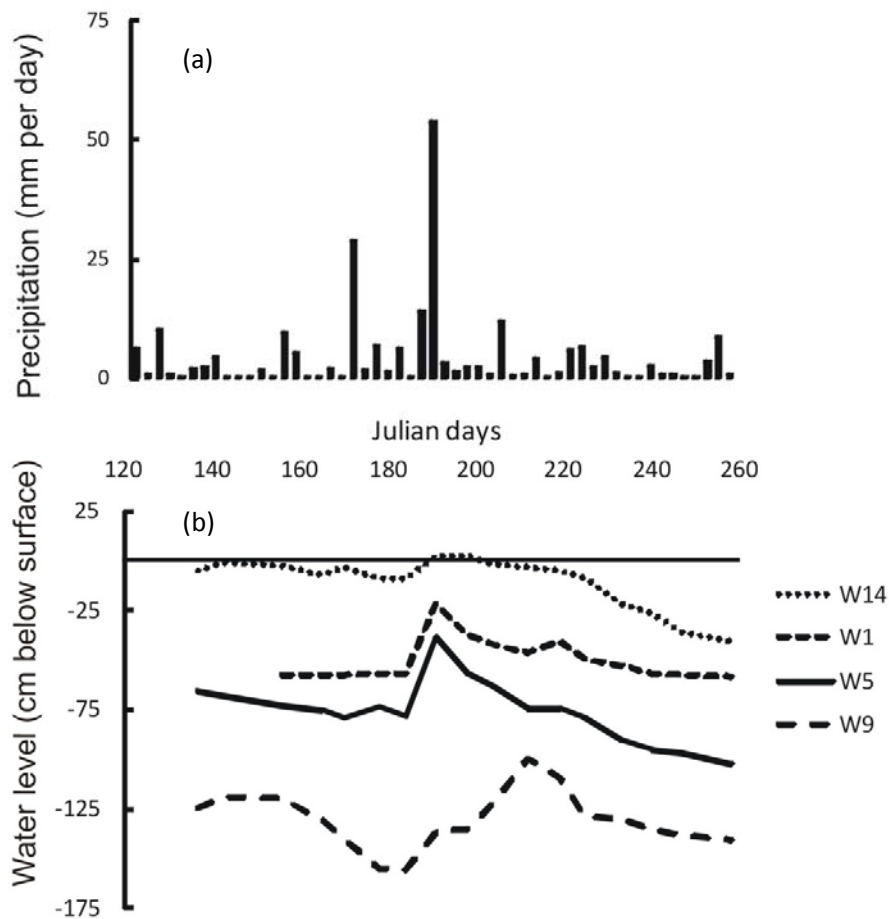 Precipitation (mm per day)
75
50
25
0
(a)
Julian days
120 140 160 180 200 220 240 260
Water level (cm below surface)
25
-25
-75
-125
-175
(b)
W14
W1
W5
W9